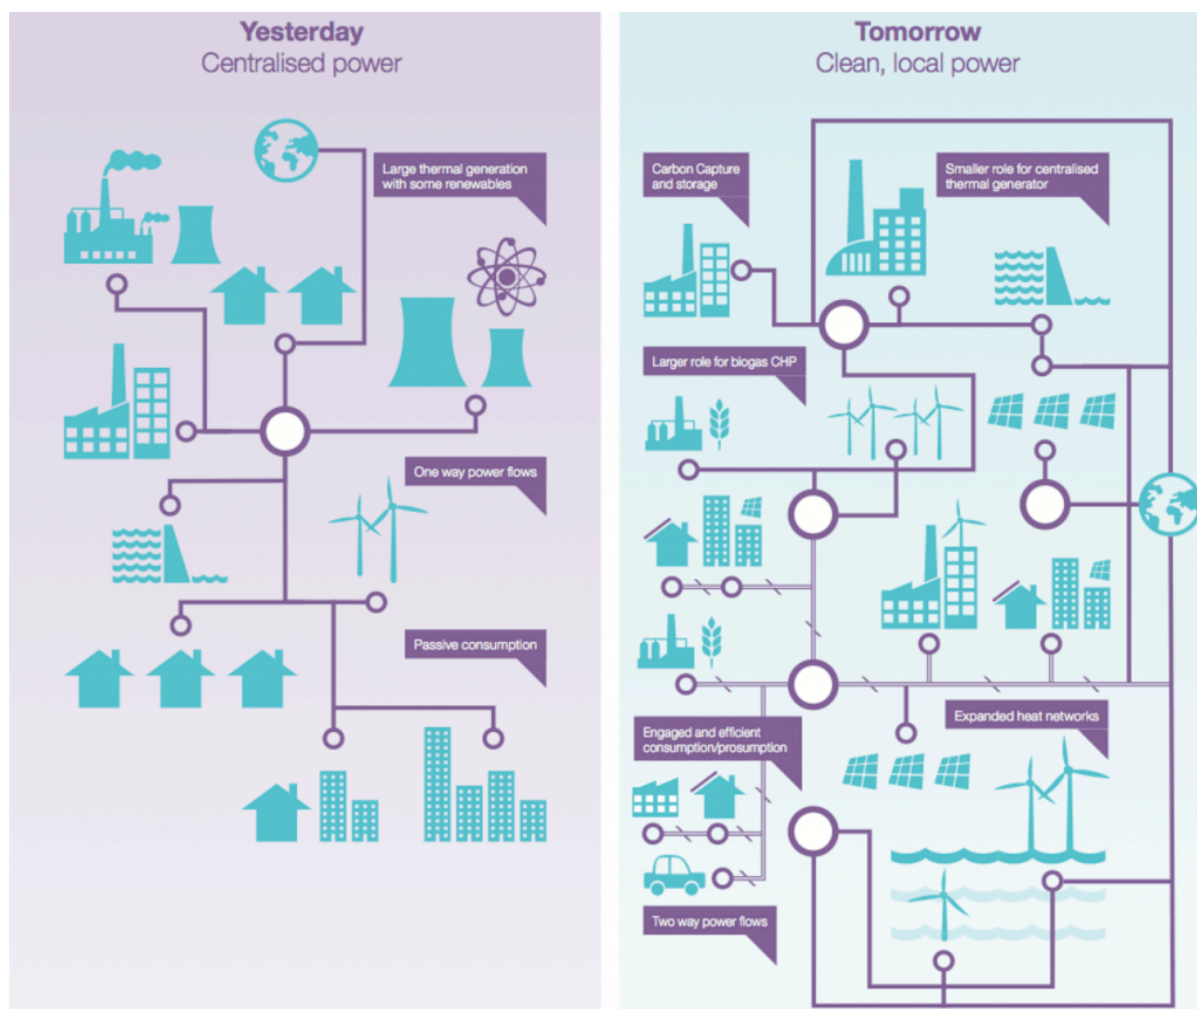 Yesterday
Centralised power
Large thermal generation
with some renewables
One way power flows
Passive consumption
Tomorrow
Clean, local power
Carbon Capture
and storage
Smaller role for centralised
thermal generator
Larger role for biogas CHP
Engaged and efficient
consumption/prosumption
Expanded heat networks
Two way power flows